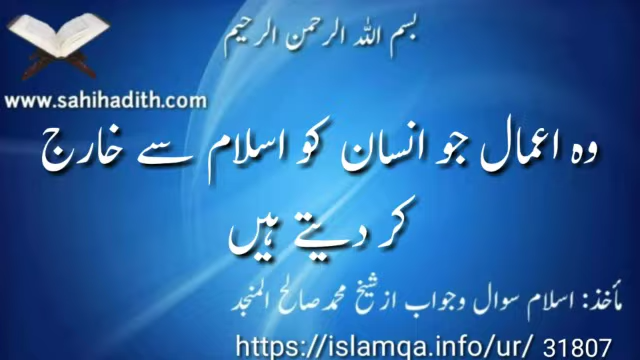 بسم اللہ الرحمن الرحیم
www.sahihadith.com
وہ اعمال جو انسان کو اسلام سے خارج
کر دیتے ہیں
مأخذ: اسلام سوال وجواب از شیخ محمد صالح المنجد
https://islamqa.info/ur/ 31807